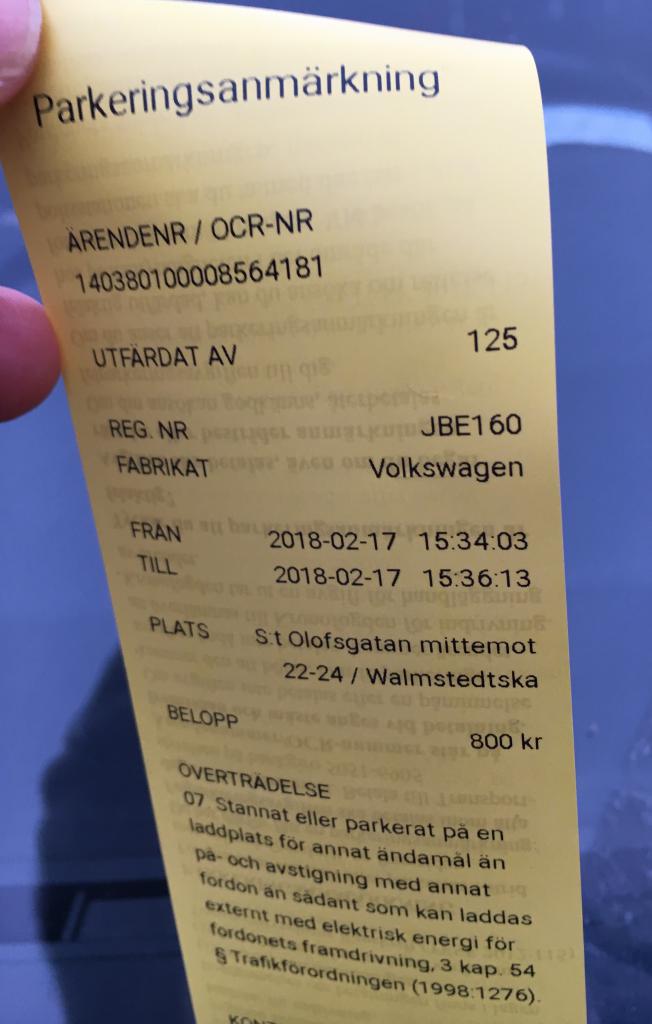 Parkeringsanmärkning
ÄRENDENR / OCR-NR
140380100008564181
UTFÄRDAT AV 125
REG. NR JBE160
FABRIKAT Volkswagen
FRÅN 2018-02-17 15:34:03
TILL 2018-02-17 15:36:13
PLATS S:t Olofsgatan mittemot
22-24 / Walmstedtska
BELOPP 800 kr
ÖVERTRÄDELSE
07 Stannat eller parkerat på en
laddplats för annat ändamål än
på- och avstigning med annat
fordon än sådant som kan laddas
externt med elektrisk energi för
fordonets framdrivning, 3 kap. 54
§ Trafikförordningen (1998:1276).